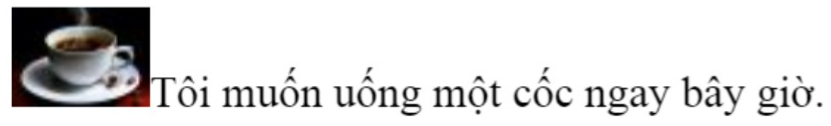 Tôi muốn uống một cốc ngay bây giờ.